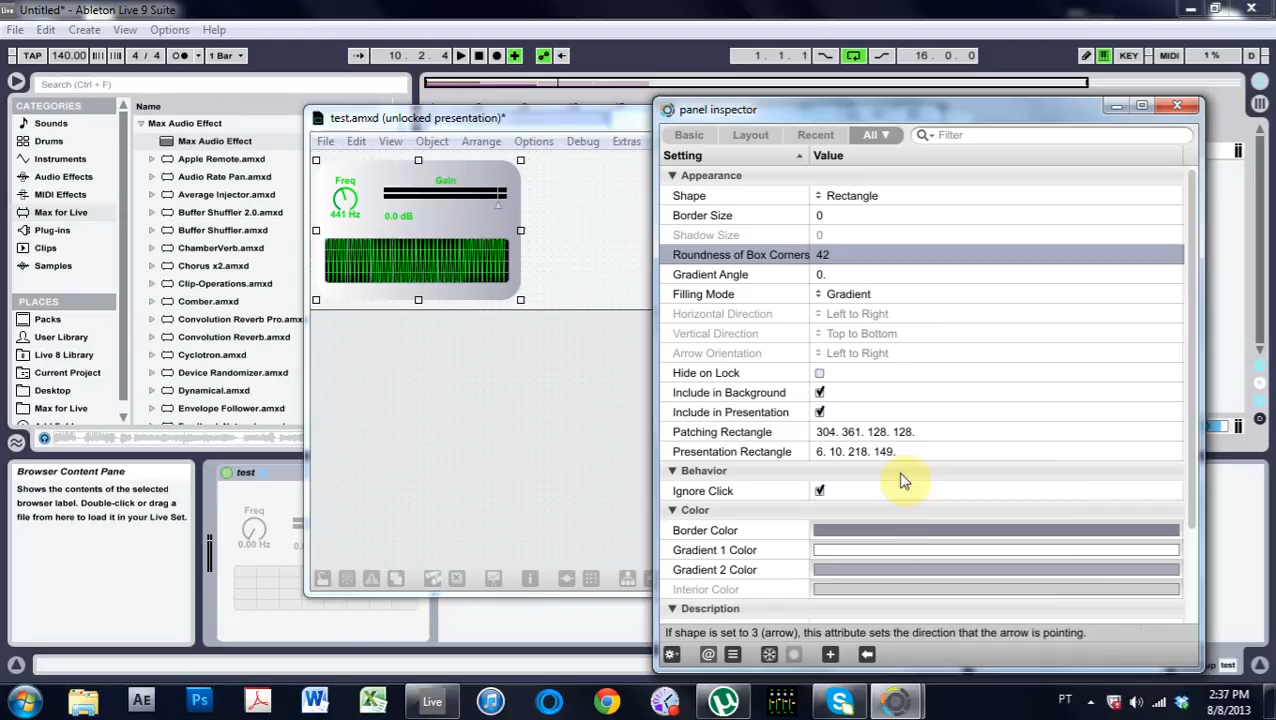 Untitled* - Ableton Live 9 Suite
File Edit Create View Options Help
TAP 140.00 4 / 4 1 Bar 10. 2. 4 1. 1. 1 16. 0. 0 KEY MIDI 1 % D
Search (Ctrl + F)
CATEGORIES
Sounds
Drums
Instruments
Audio Effects
MIDI Effects
Max for Live
Plug-ins
Clips
Samples
PLACES
Packs
User Library
Live 8 Library
Current Project
Desktop
Max for Live
Name
Max Audio Effect
Max Audio Effect
Apple Remote.amxd
Audio Rate Pan.amxd
Average Injector.amxd
Buffer Shuffler 2.0.amxd
Buffer Shuffler.amxd
ChamberVerb.amxd
Chorus x2.amxd
Clip-Operations.amxd
Comber.amxd
Convolution Reverb Pro.amxd
Convolution Reverb.amxd
Cyclotron.amxd
Device Randomizer.amxd
Dynamical.amxd
Envelope Follower.amxd
test.amxd (unlocked presentation)*
File Edit View Object Arrange Options Debug Extras
Freq
441 Hz
Gain
0.0 dB
panel inspector
Basic Layout Recent All ▼ Filter
Setting Value
Appearance
Shape Rectangle
Border Size 0
Shadow Size 0
Roundness of Box Corners 42
Gradient Angle 0.
Filling Mode Gradient
Horizontal Direction Left to Right
Vertical Direction Top to Bottom
Arrow Orientation Left to Right
Hide on Lock
Include in Background
Include in Presentation
Patching Rectangle 304. 361. 128. 128.
Presentation Rectangle 6. 10. 218. 149.
Behavior
Ignore Click
Color
Border Color
Gradient 1 Color
Gradient 2 Color
Interior Color
Description
If shape is set to 3 (arrow), this attribute sets the direction that the arrow is pointing.
Browser Content Pane
Shows the contents of the selected
browser label. Double-click or drag a
file from here to load it in your Live Set.
test
Freq
0.00 Hz
test
Ae Ps W Live PT
2:37 PM
8/8/2013